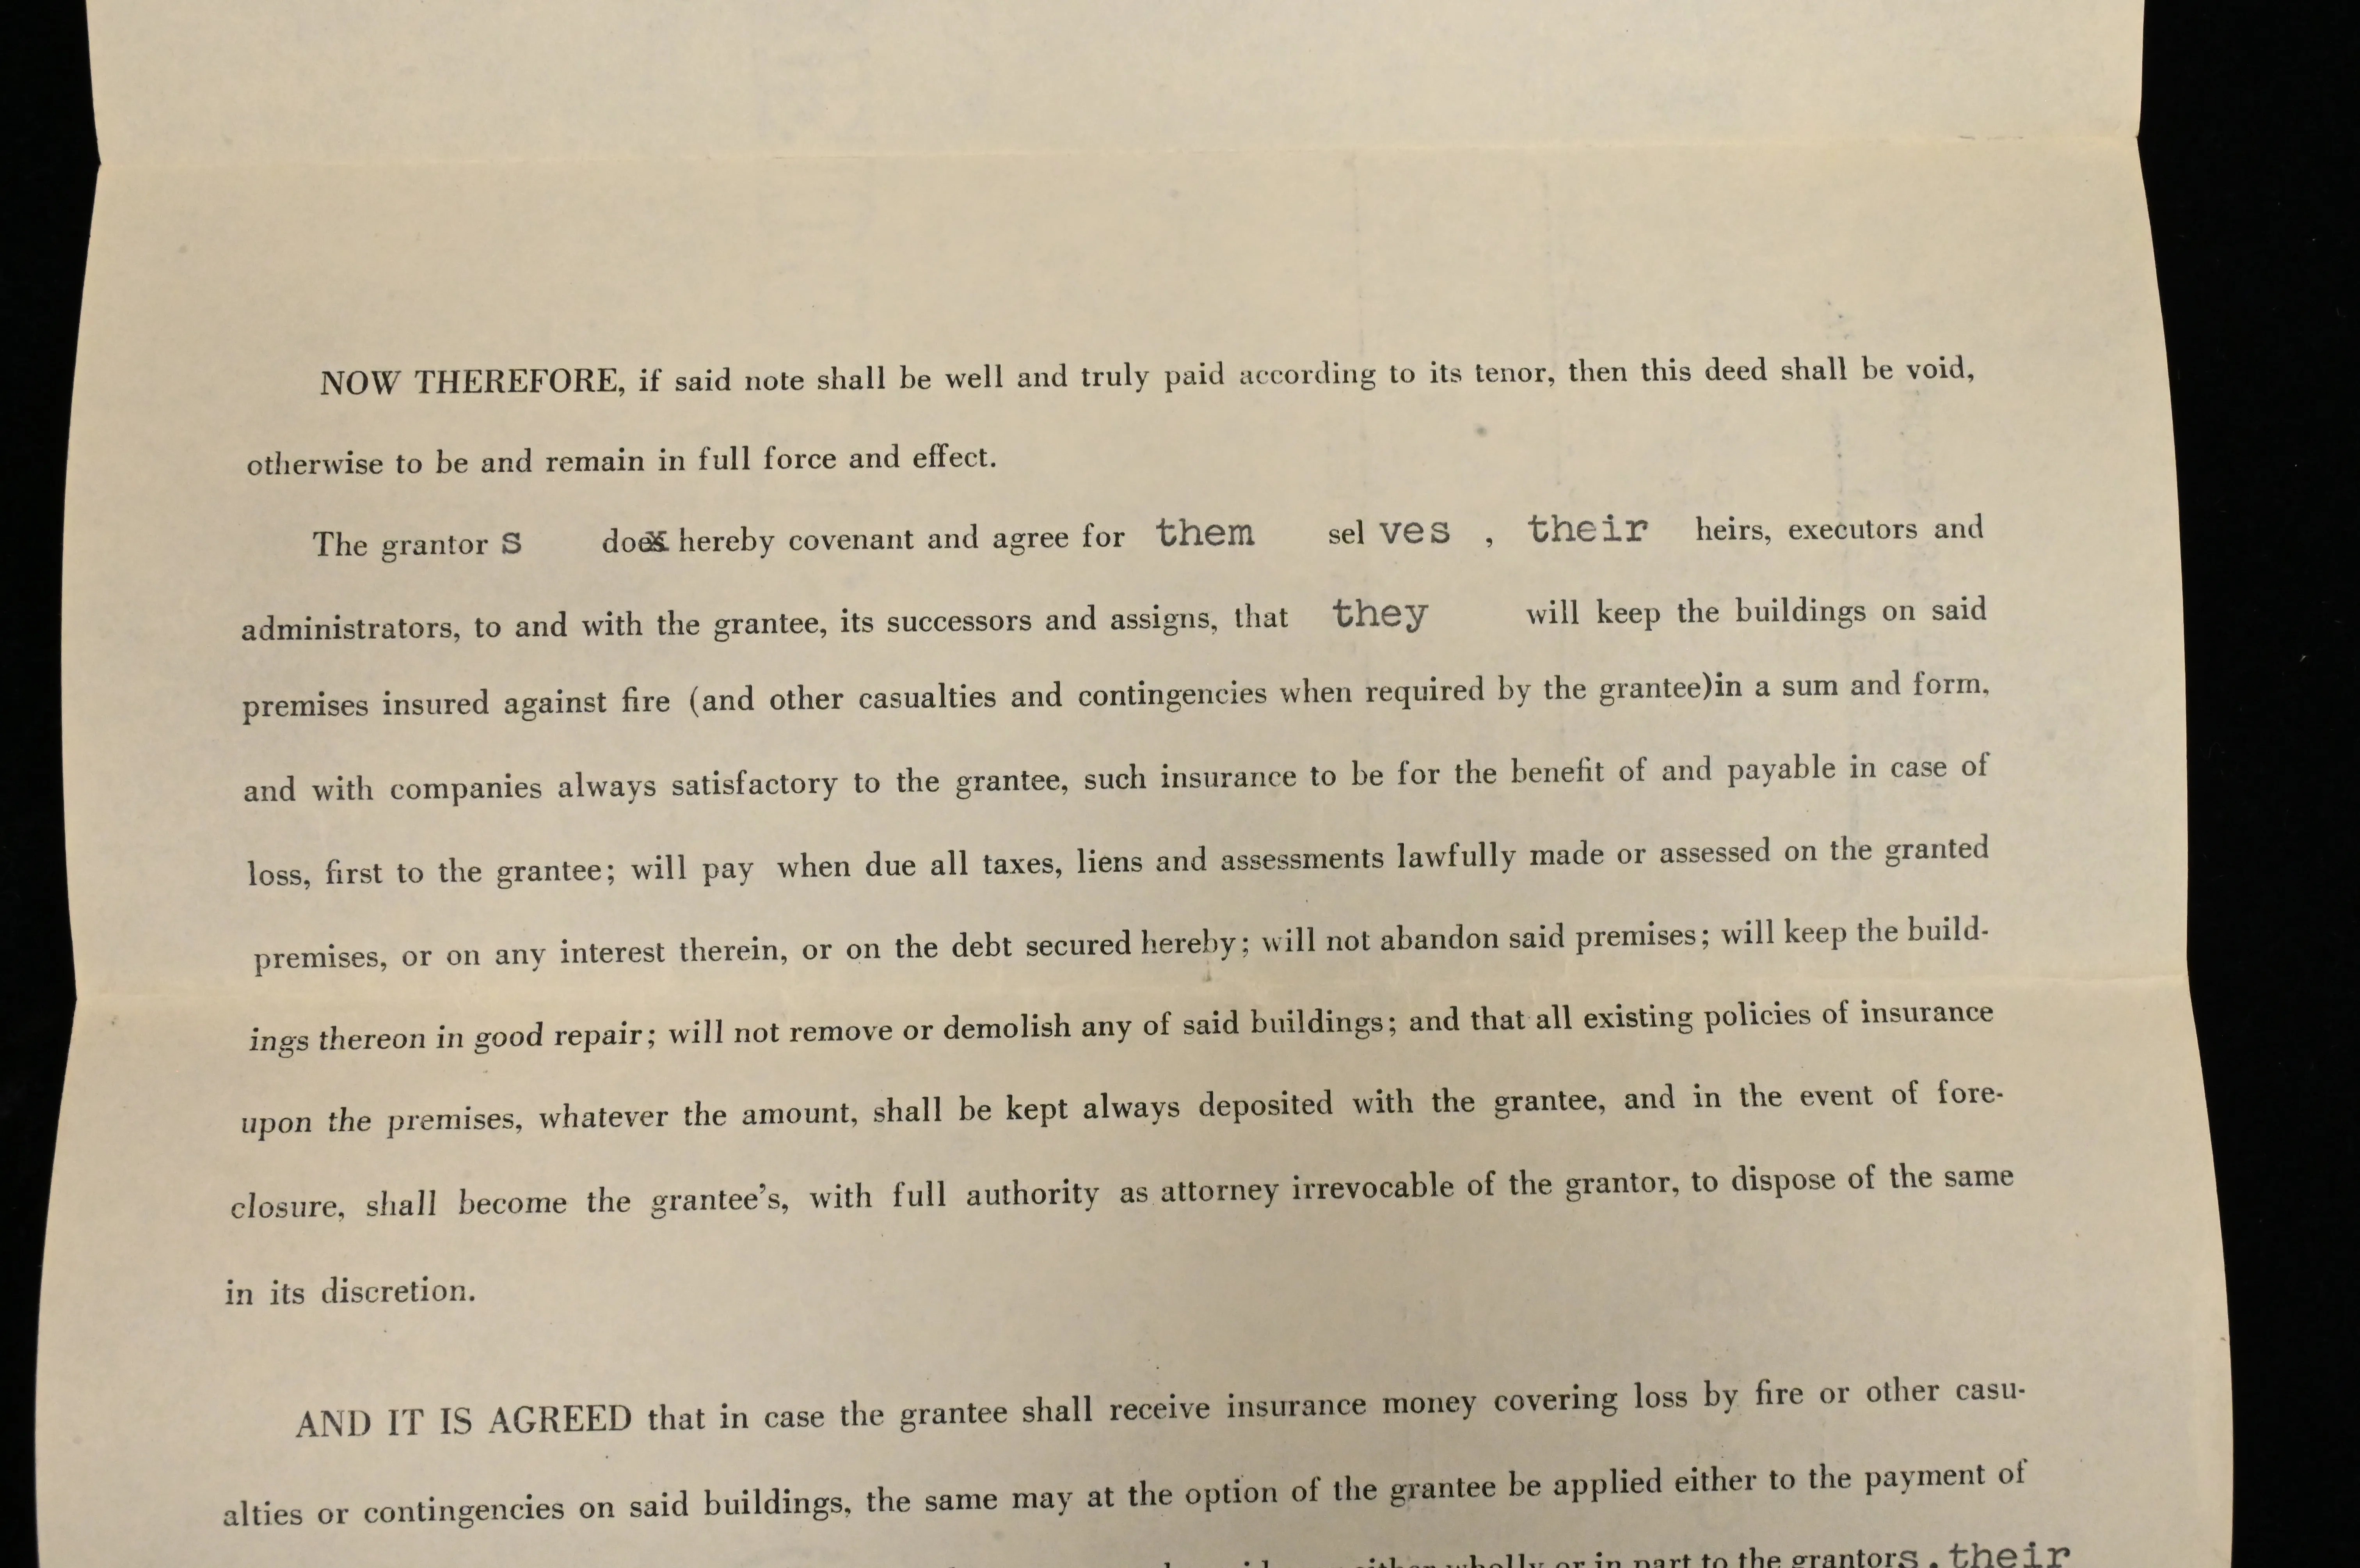 NOW THEREFORE, if said note shall be well and truly paid according to its tenor, then this deed shall be void,
otherwise to be and remain in full force and effect.
The grantor s does hereby covenant and agree for them sel ves , their heirs, executors and
administrators, to and with the grantee, its successors and assigns, that they will keep the buildings on said
premises insured against fire (and other casualties and contingencies when required by the grantee)in a sum and form,
and with companies always satisfactory to the grantee, such insurance to be for the benefit of and payable in case of
loss, first to the grantee; will pay when due all taxes, liens and assessments lawfully made or assessed on the granted
premises, or on any interest therein, or on the debt secured hereby; will not abandon said premises; will keep the build-
ings thereon in good repair; will not remove or demolish any of said buildings; and that all existing policies of insurance
upon the premises, whatever the amount, shall be kept always deposited with the grantee, and in the event of fore-
closure, shall become the grantee's, with full authority as attorney irrevocable of the grantor, to dispose of the same
in its discretion.
AND IT IS AGREED that in case the grantee shall receive insurance money covering loss by fire or other casu-
alties or contingencies on said buildings, the same may at the option of the grantee be applied either to the payment of
wholly or in part to the grantors, their